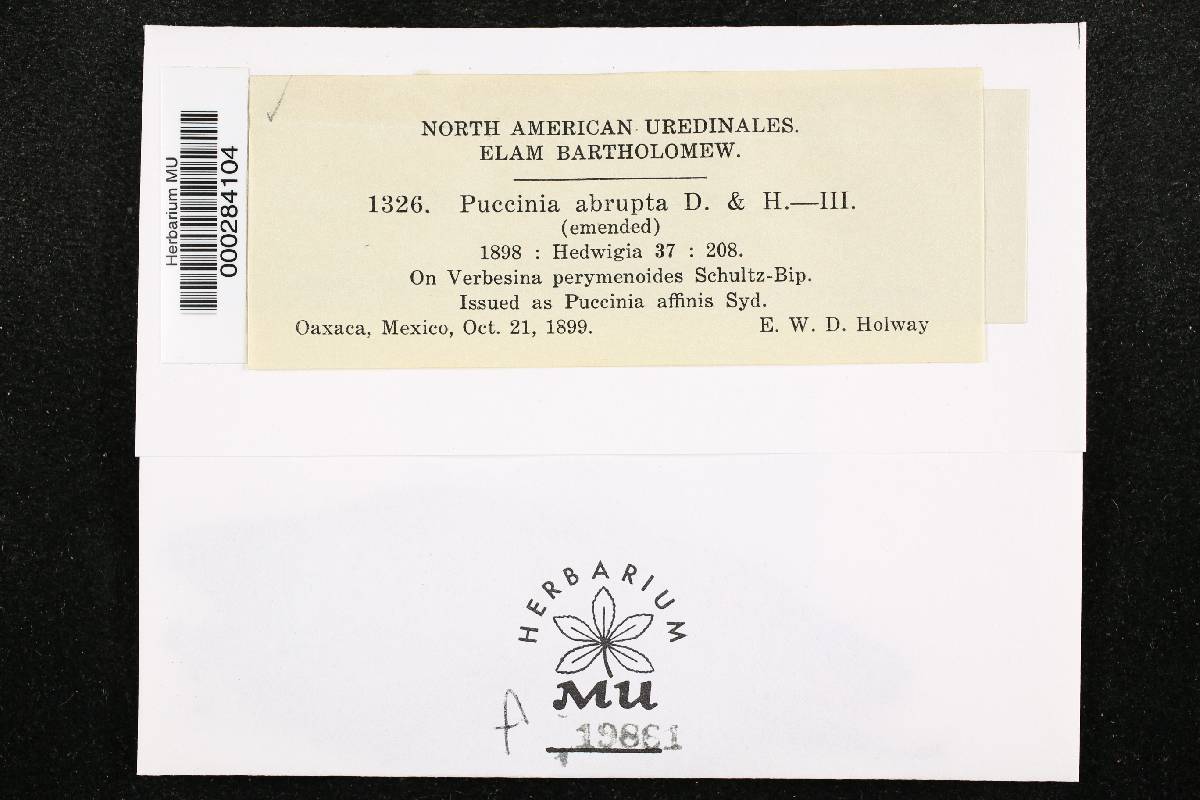 NORTH AMERICAN UREDINALES.
ELAM BARTHOLOMEW.
1326. Puccinia abrupta D. & H.—III.
(emended)
1898 : Hedwigia 37 : 208.
On Verbesina perymenoides Schultz-Bip.
Issued as Puccinia affinis Syd.
Oaxaca, Mexico, Oct. 21, 1899. E. W. D. Holway
Herbarium MU
000284104
HERBARIUM
MU
A
19861